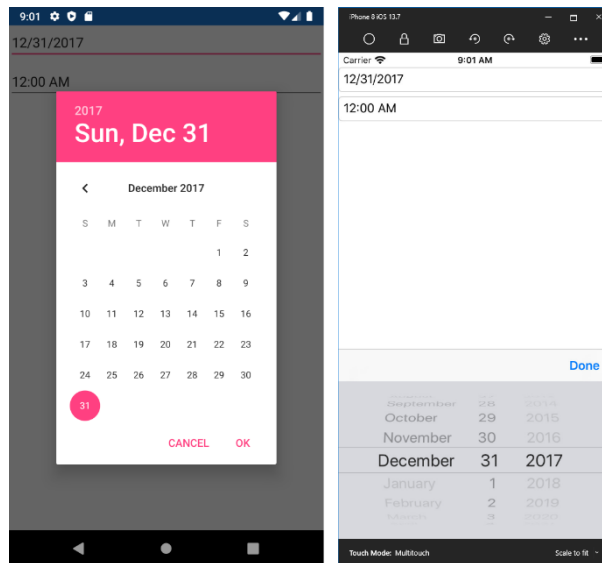 9:01
12/31/2017
12:00 AM
2017
Sun, Dec 31
December 2017
S M T W T F S
1 2
3 4 5 6 7 8 9
10 11 12 13 14 15 16
17 18 19 20 21 22 23
24 25 26 27 28 29 30
31
CANCEL OK
iPhone 8 iOS 13.7
Carrier 9:01 AM
12/31/2017
12:00 AM
Done
September 28 2014
October 29 2015
November 30 2016
December 31 2017
January 1 2018
February 2 2019
March 3 2020
Touch Mode: Multitouch Scale to fit